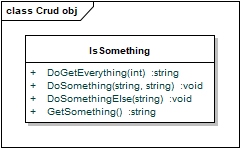 class Crud obj
IsSomething
+ DoGetEverything(int) :string
+ DoSomething(string, string) :void
+ DoSomethingElse(string) :void
+ GetSomething() :string